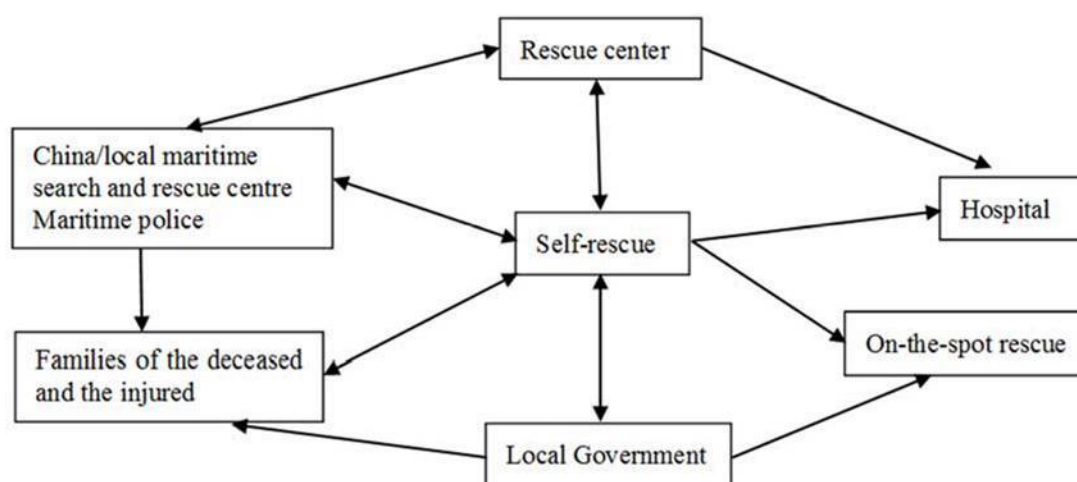 Rescue center
China/local maritime
search and rescue centre
Maritime police
Hospital
Self-rescue
Families of the deceased
and the injured
On-the-spot rescue
Local Government